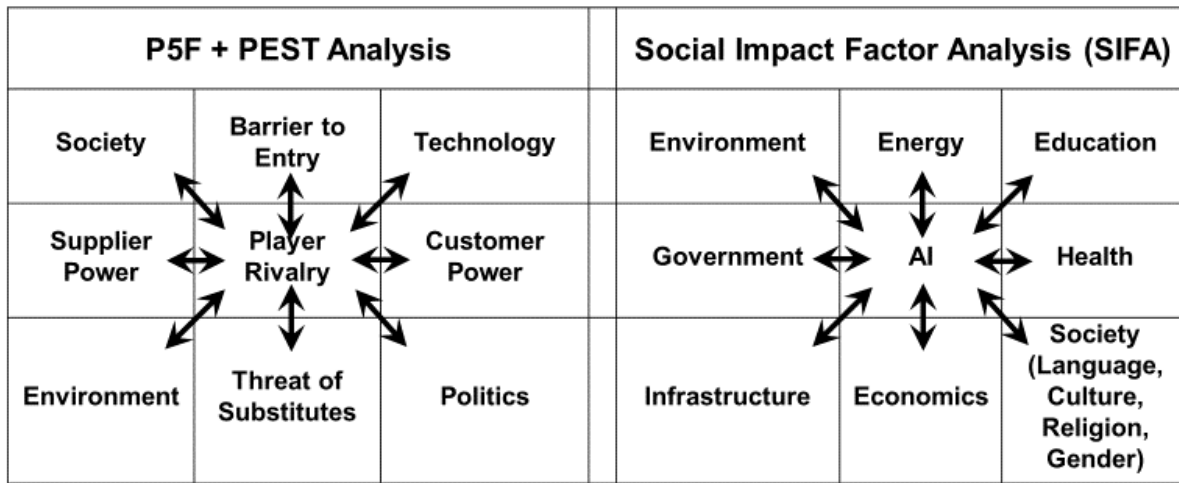 P5F + PEST Analysis
Social Impact Factor Analysis (SIFA)
Society
Barrier to
Entry
Technology
Environment
Energy
Education
Supplier
Power
Player
Rivalry
Customer
Power
Government
AI
Health
Environment
Threat of
Substitutes
Politics
Infrastructure
Economics
Society
(Language,
Culture,
Religion,
Gender)